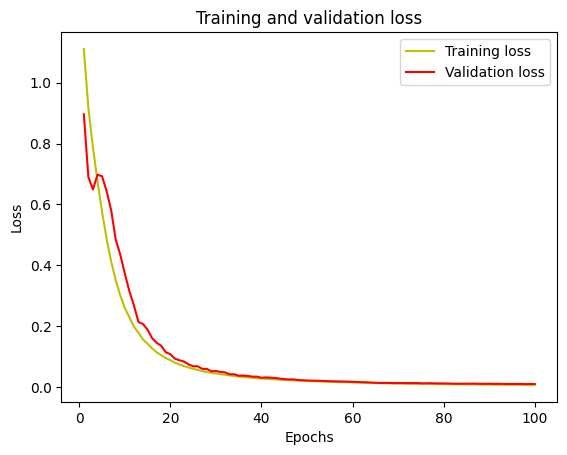 Training and validation loss
Training loss
Validation loss
1.0
0.8
0.6
0.4
0.2
0.0
Loss
0 20 40 60 80 100
Epochs